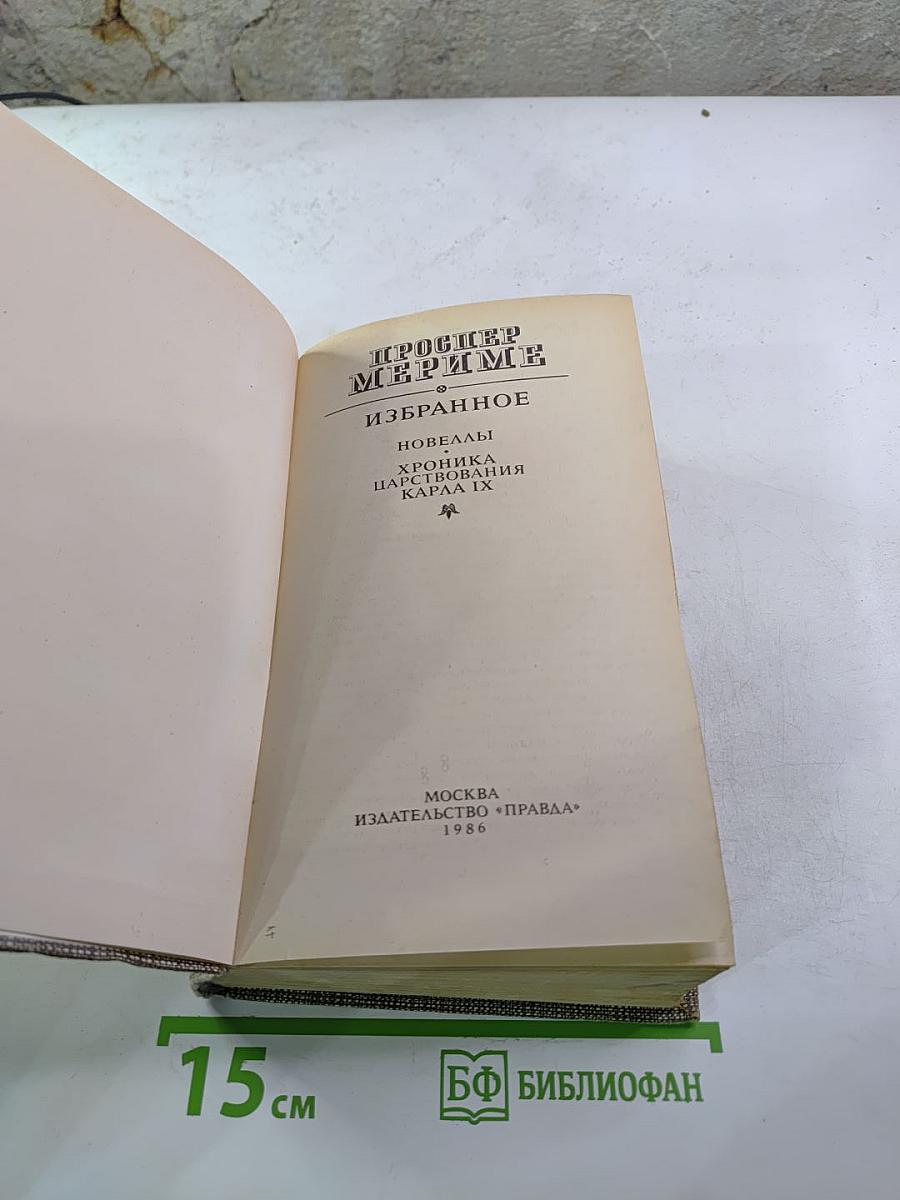 ПРОСПЕР
МЕРИМЕ
ИЗБРАННОЕ
НОВЕЛЛЫ
ХРОНИКА
ЦАРСТВОВАНИЯ
КАРЛА IX
МОСКВА
ИЗДАТЕЛЬСТВО «ПРАВДА»
1986
15 см
БФ БИБЛИОФАН